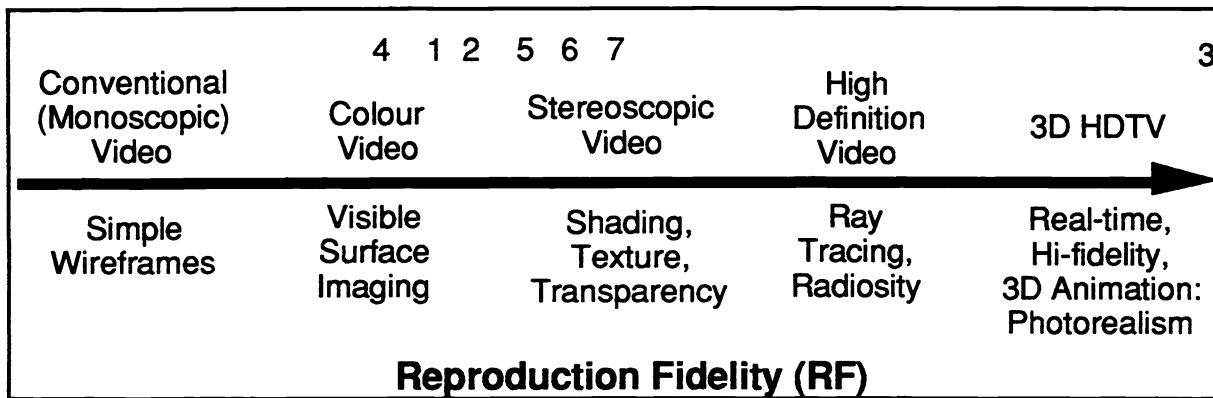 4 1 2 5 6 7 3
Conventional
(Monoscopic)
Video
Colour
Video
Stereoscopic
Video
High
Definition
Video
3D HDTV
Simple
Wireframes
Visible
Surface
Imaging
Shading,
Texture,
Transparency
Ray
Tracing,
Radiosity
Real-time,
Hi-fidelity,
3D Animation:
Photorealism
Reproduction Fidelity (RF)